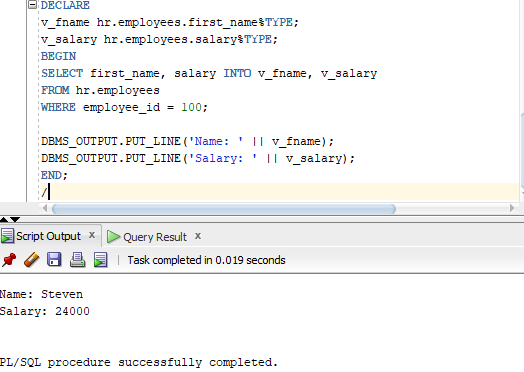 DECLARE
v_fname hr.employees.first_name%TYPE;
v_salary hr.employees.salary%TYPE;
BEGIN
SELECT first_name, salary INTO v_fname, v_salary
FROM hr.employees
WHERE employee_id = 100;
DBMS_OUTPUT.PUT_LINE('Name: ' || v_fname);
DBMS_OUTPUT.PUT_LINE('Salary: ' || v_salary);
END;
/
Script Output x Query Result x
Task completed in 0.019 seconds
Name: Steven
Salary: 24000
PL/SQL procedure successfully completed.